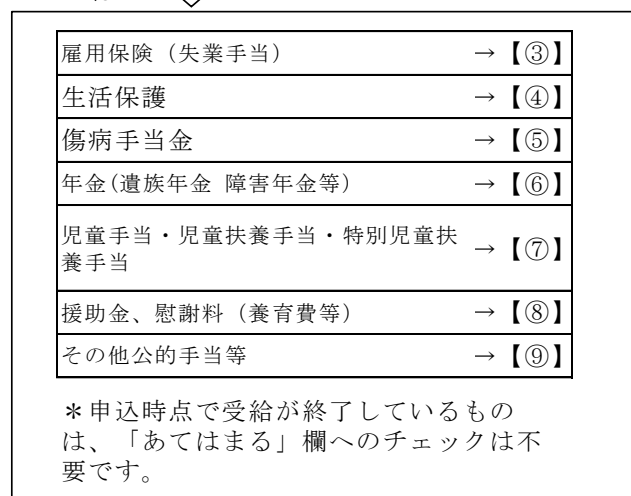 雇用保険（失業手当） → 【③】
生活保護 → 【④】
傷病手当金 → 【⑤】
年金(遺族年金 障害年金等) → 【⑥】
児童手当・児童扶養手当・特別児童扶
養手当 → 【⑦】
援助金、慰謝料（養育費等） → 【⑧】
その他公的手当等 → 【⑨】
＊申込時点で受給が終了しているもの
は、「あてはまる」欄へのチェックは不
要です。